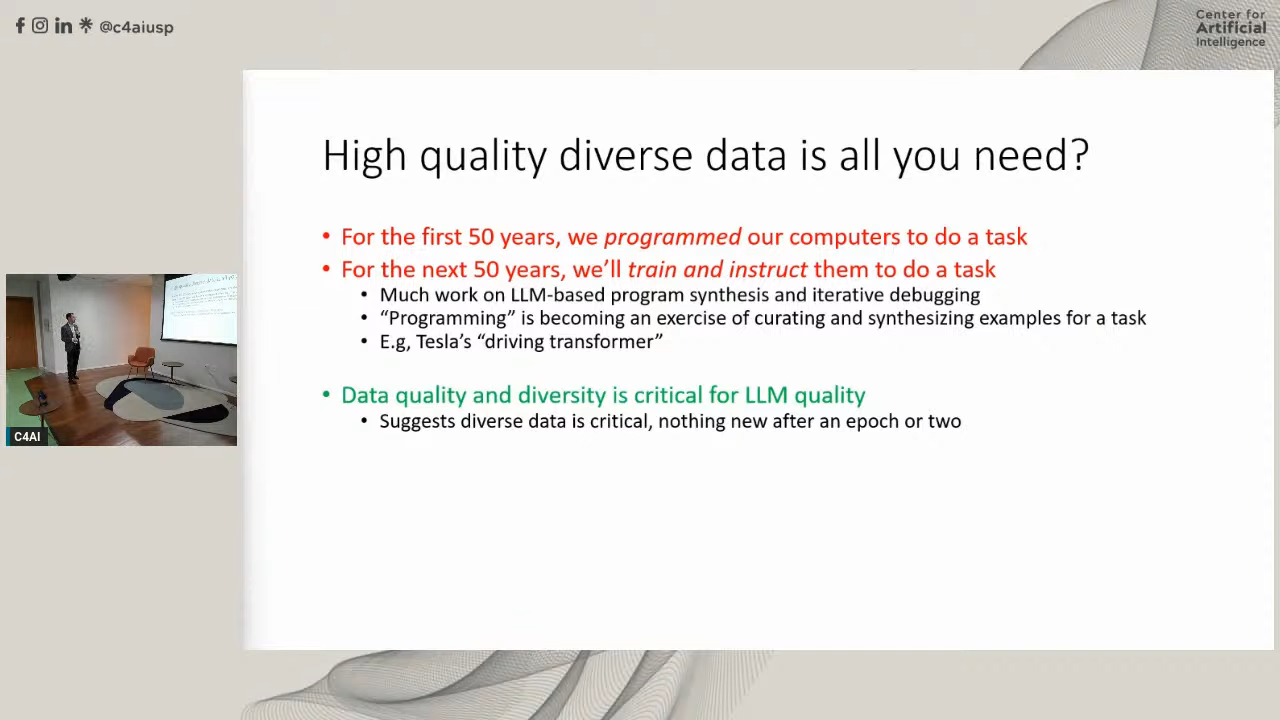 @c4aiusp
Center for
Artificial
Intelligence
High quality diverse data is all you need?
• For the first 50 years, we programmed our computers to do a task
• For the next 50 years, we’ll train and instruct them to do a task
• Much work on LLM-based program synthesis and iterative debugging
• “Programming” is becoming an exercise of curating and synthesizing examples for a task
• E.g, Tesla’s “driving transformer”
• Data quality and diversity is critical for LLM quality
• Suggests diverse data is critical, nothing new after an epoch or two
C4AI